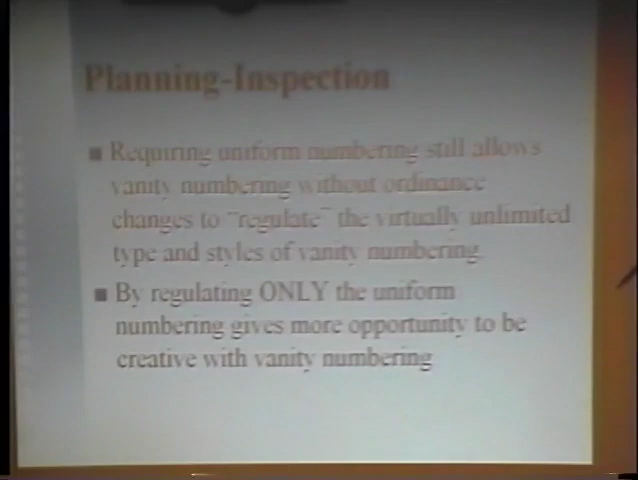 Planning-Inspection
Requiring uniform numbering still allows
vanity numbering without ordinance
changes to "regulate" the virtually unlimited
type and styles of vanity numbering.
By regulating ONLY the uniform
numbering gives more opportunity to be
creative with vanity numbering